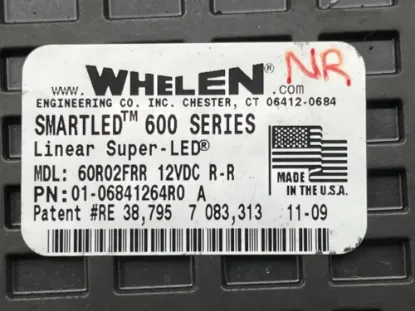 www.WHELEN®.com NR
ENGINEERING CO. INC. CHESTER, CT 06412-0684
SMARTLED™ 600 SERIES
Linear Super-LED®
MDL: 60R02FRR 12VDC R-R
PN:01-06841264R0 A
MADE
IN THE U.S.A.
Patent #RE 38,795 7 083,313 11-09